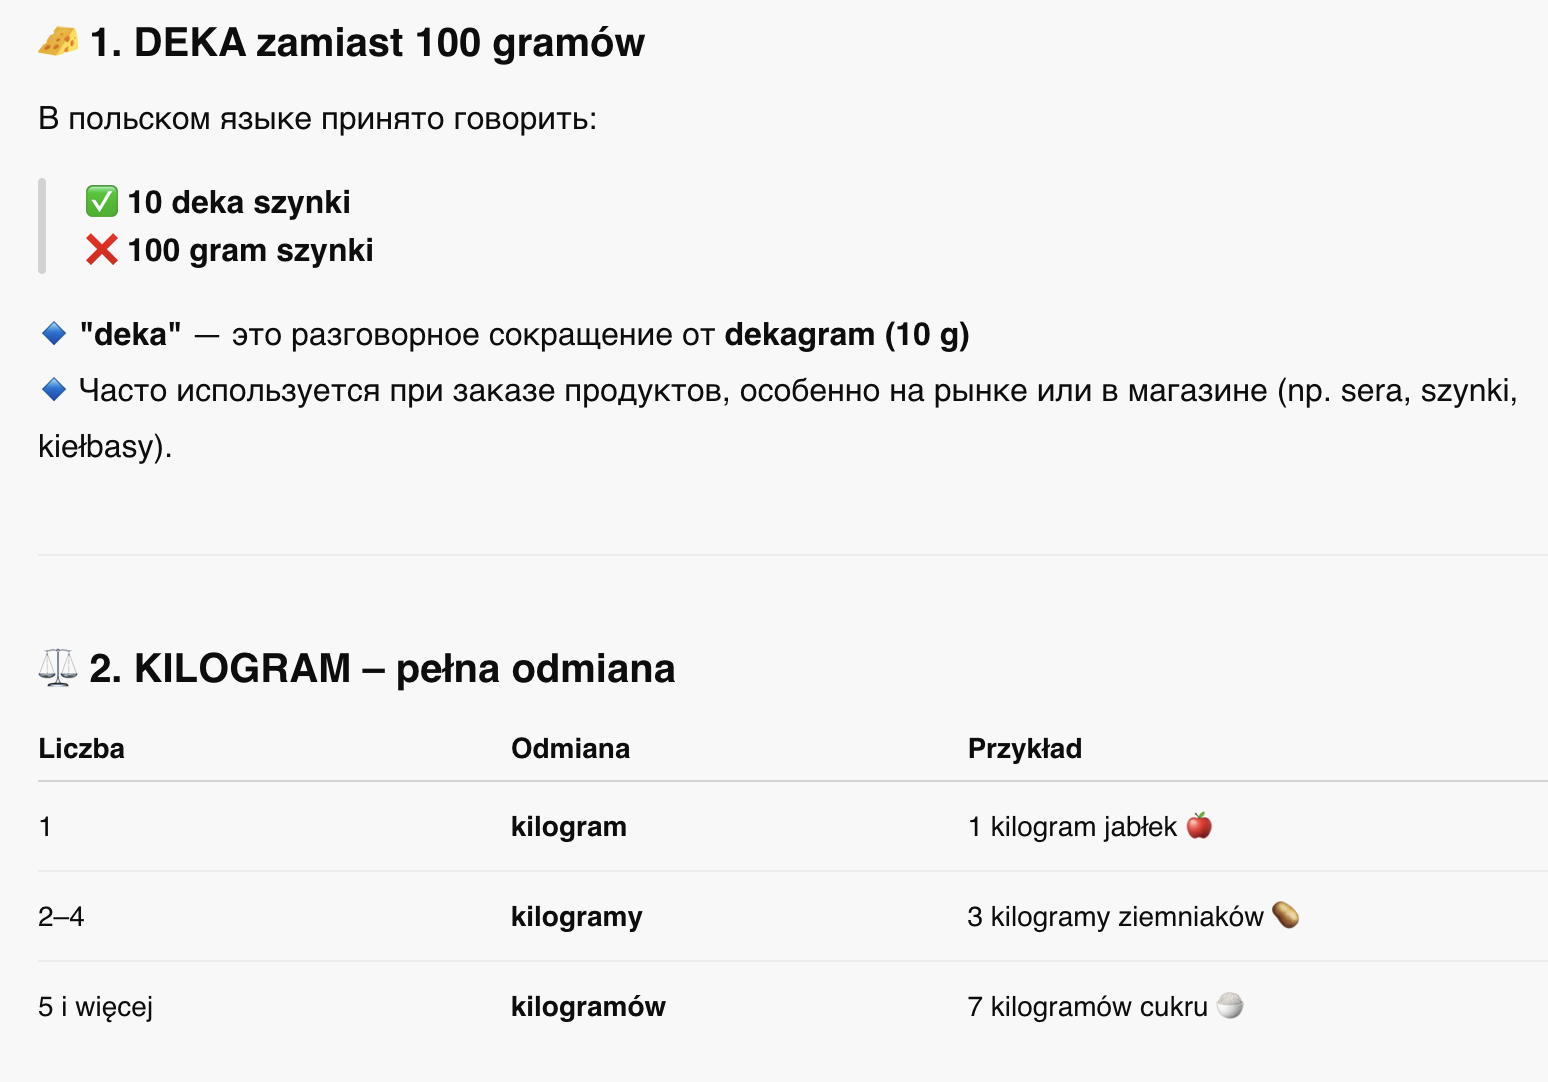 🧀 1. DEKA zamiast 100 gramów
В польском языке принято говорить:
✅ 10 deka szynki
❌ 100 gram szynki
🔹 "deka" — это разговорное сокращение от dekagram (10 g)
🔹 Часто используется при заказе продуктов, особенно на рынке или в магазине (np. sera, szynki,
kiełbasy).
⚖️ 2. KILOGRAM – pełna odmiana
Liczba Odmiana Przykład
1 kilogram 1 kilogram jabłek 🍎
2–4 kilogramy 3 kilogramy ziemniaków 🥔
5 i więcej kilogramów 7 kilogramów cukru 🍚